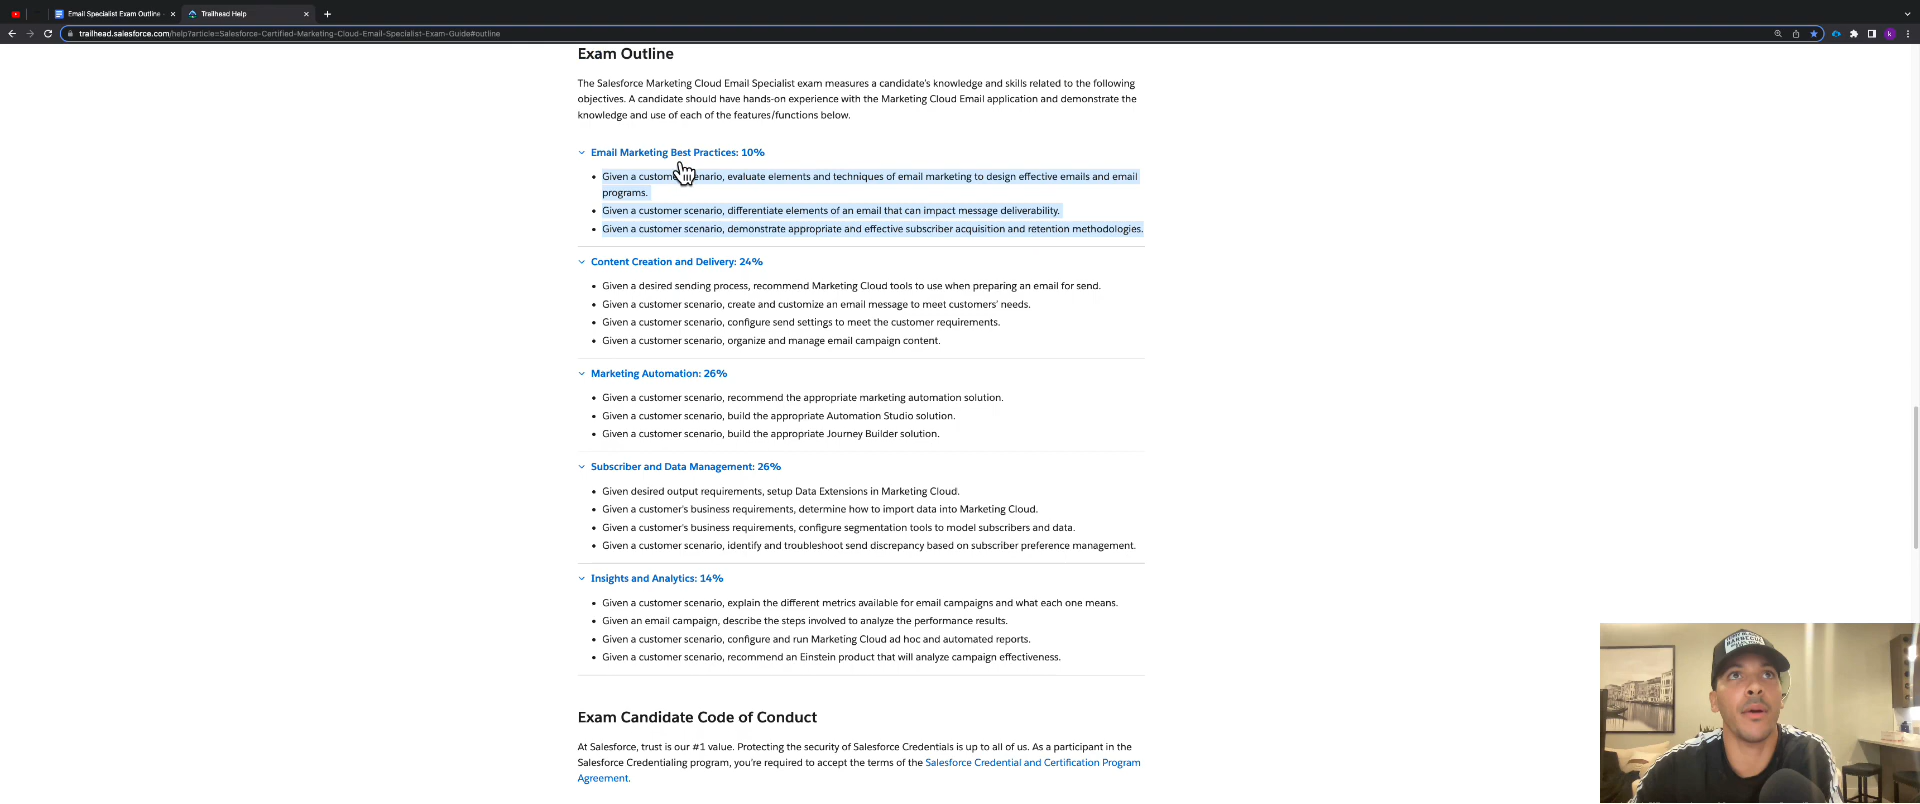 Email Specialist Exam Outline
Trailhead Help
trailhead.salesforce.com/help?article=Salesforce-Certified-Marketing-Cloud-Email-Specialist-Exam-Guide#outline
Exam Outline
The Salesforce Marketing Cloud Email Specialist exam measures a candidate's knowledge and skills related to the following
objectives. A candidate should have hands-on experience with the Marketing Cloud Email application and demonstrate the
knowledge and use of each of the features/functions below.
Email Marketing Best Practices: 10%
Given a custome enario, evaluate elements and techniques of email marketing to design effective emails and email
programs.
Given a customer scenario, differentiate elements of an email that can impact message deliverability.
Given a customer scenario, demonstrate appropriate and effective subscriber acquisition and retention methodologies.
Content Creation and Delivery: 24%
Given a desired sending process, recommend Marketing Cloud tools to use when preparing an email for send.
Given a customer scenario, create and customize an email message to meet customers' needs.
Given a customer scenario, configure send settings to meet the customer requirements.
Given a customer scenario, organize and manage email campaign content.
Marketing Automation: 26%
Given a customer scenario, recommend the appropriate marketing automation solution.
Given a customer scenario, build the appropriate Automation Studio solution.
Given a customer scenario, build the appropriate Journey Builder solution.
Subscriber and Data Management: 26%
Given desired output requirements, setup Data Extensions in Marketing Cloud.
Given a customer's business requirements, determine how to import data into Marketing Cloud.
Given a customer's business requirements, configure segmentation tools to model subscribers and data.
Given a customer scenario, identify and troubleshoot send discrepancy based on subscriber preference management.
Insights and Analytics: 14%
Given a customer scenario, explain the different metrics available for email campaigns and what each one means.
Given an email campaign, describe the steps involved to analyze the performance results.
Given a customer scenario, configure and run Marketing Cloud ad hoc and automated reports.
Given a customer scenario, recommend an Einstein product that will analyze campaign effectiveness.
Exam Candidate Code of Conduct
At Salesforce, trust is our #1 value. Protecting the security of Salesforce Credentials is up to all of us. As a participant in the
Salesforce Credentialing program, you're required to accept the terms of the Salesforce Credential and Certification Program
Agreement.